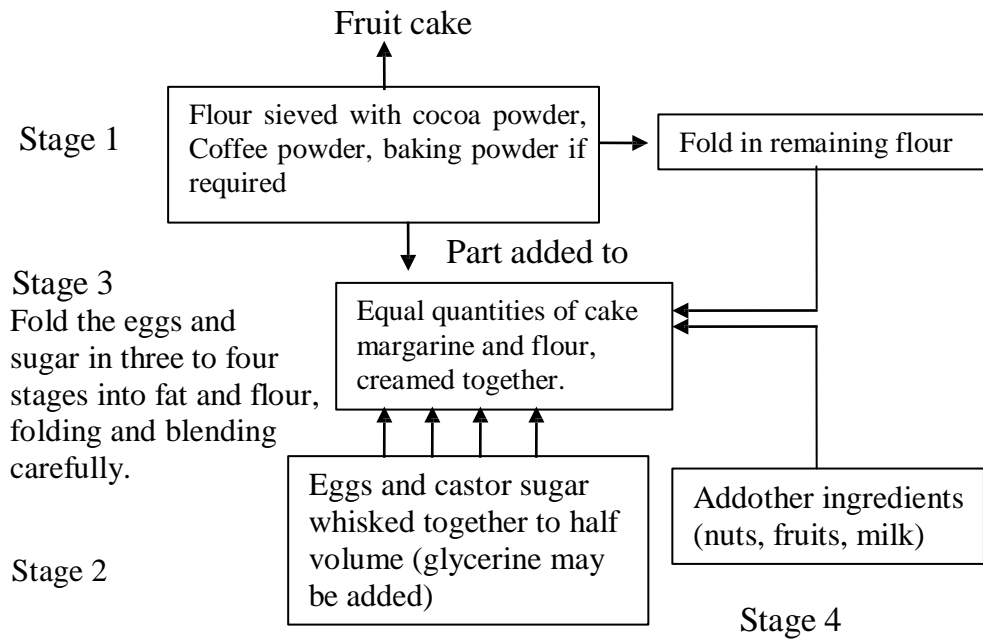 Fruit cake
Stage 1
Flour sieved with cocoa powder,
Coffee powder, baking powder if
required
Fold in remaining flour
Part added to
Stage 3
Fold the eggs and
sugar in three to four
stages into fat and flour,
folding and blending
carefully.
Equal quantities of cake
margarine and flour,
creamed together.
Stage 2
Eggs and castor sugar
whisked together to half
volume (glycerine may
be added)
Addother ingredients
(nuts, fruits, milk)
Stage 4